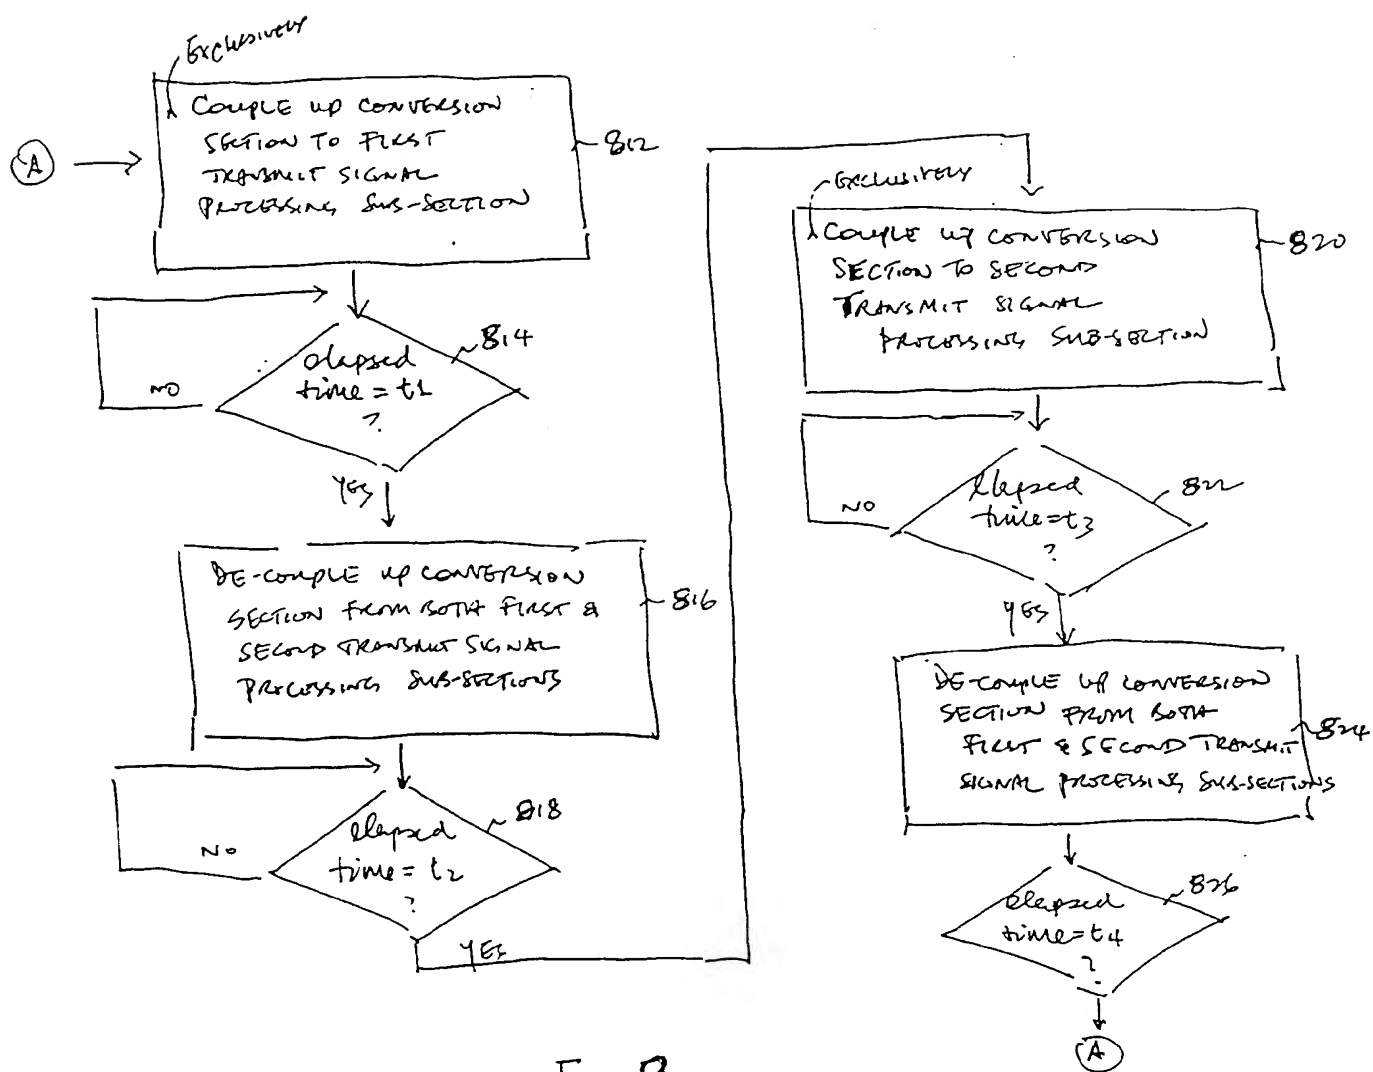 EXCLUSIVELY
A
COUPLE UP CONVERSION
SECTION TO FIRST
TRANSMIT SIGNAL
PROCESSING SUB-SECTION
812
elapsed
time = t1
?
814
NO
YES
DE-COUPLE UP CONVERSION
SECTION FROM BOTH FIRST &
SECOND TRANSMIT SIGNAL
PROCESSING SUB-SECTIONS
816
elapsed
time = t2
?
818
NO
YES
EXCLUSIVELY
COUPLE UP CONVERSION
SECTION TO SECOND
TRANSMIT SIGNAL
PROCESSING SUB-SECTION
820
elapsed
time = t3
?
822
NO
YES
DE-COUPLE UP CONVERSION
SECTION FROM BOTH
FIRST & SECOND TRANSMIT
SIGNAL PROCESSING SUB-SECTIONS
824
elapsed
time = t4
?
826
A